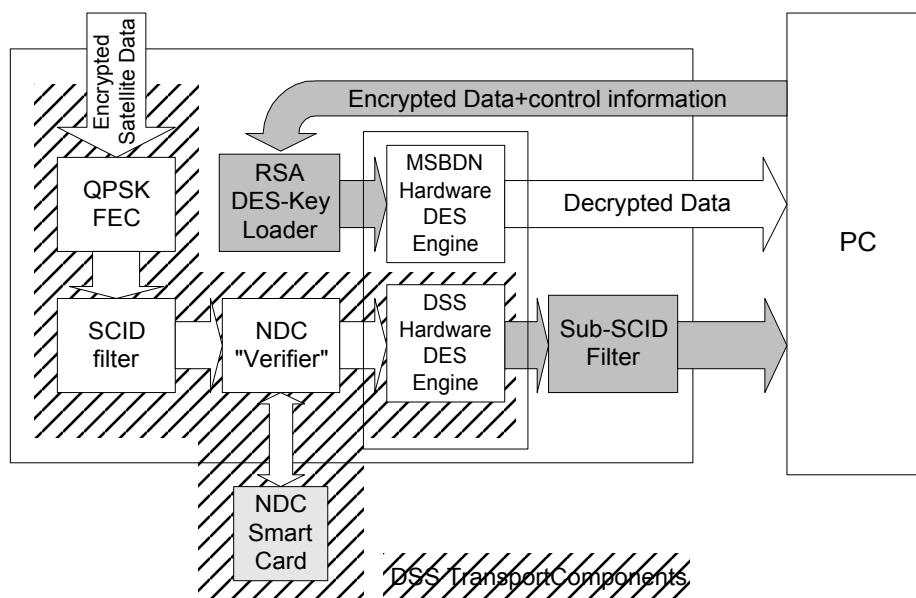 Encrypted
Satellite Data
Encrypted Data+control information
QPSK
FEC
RSA
DES-Key
Loader
MSBDN
Hardware
DES
Engine
Decrypted Data
PC
SCID
filter
NDC
"Verifier"
DSS
Hardware
DES
Engine
Sub-SCID
Filter
NDC
Smart
Card
DSS TransportComponents